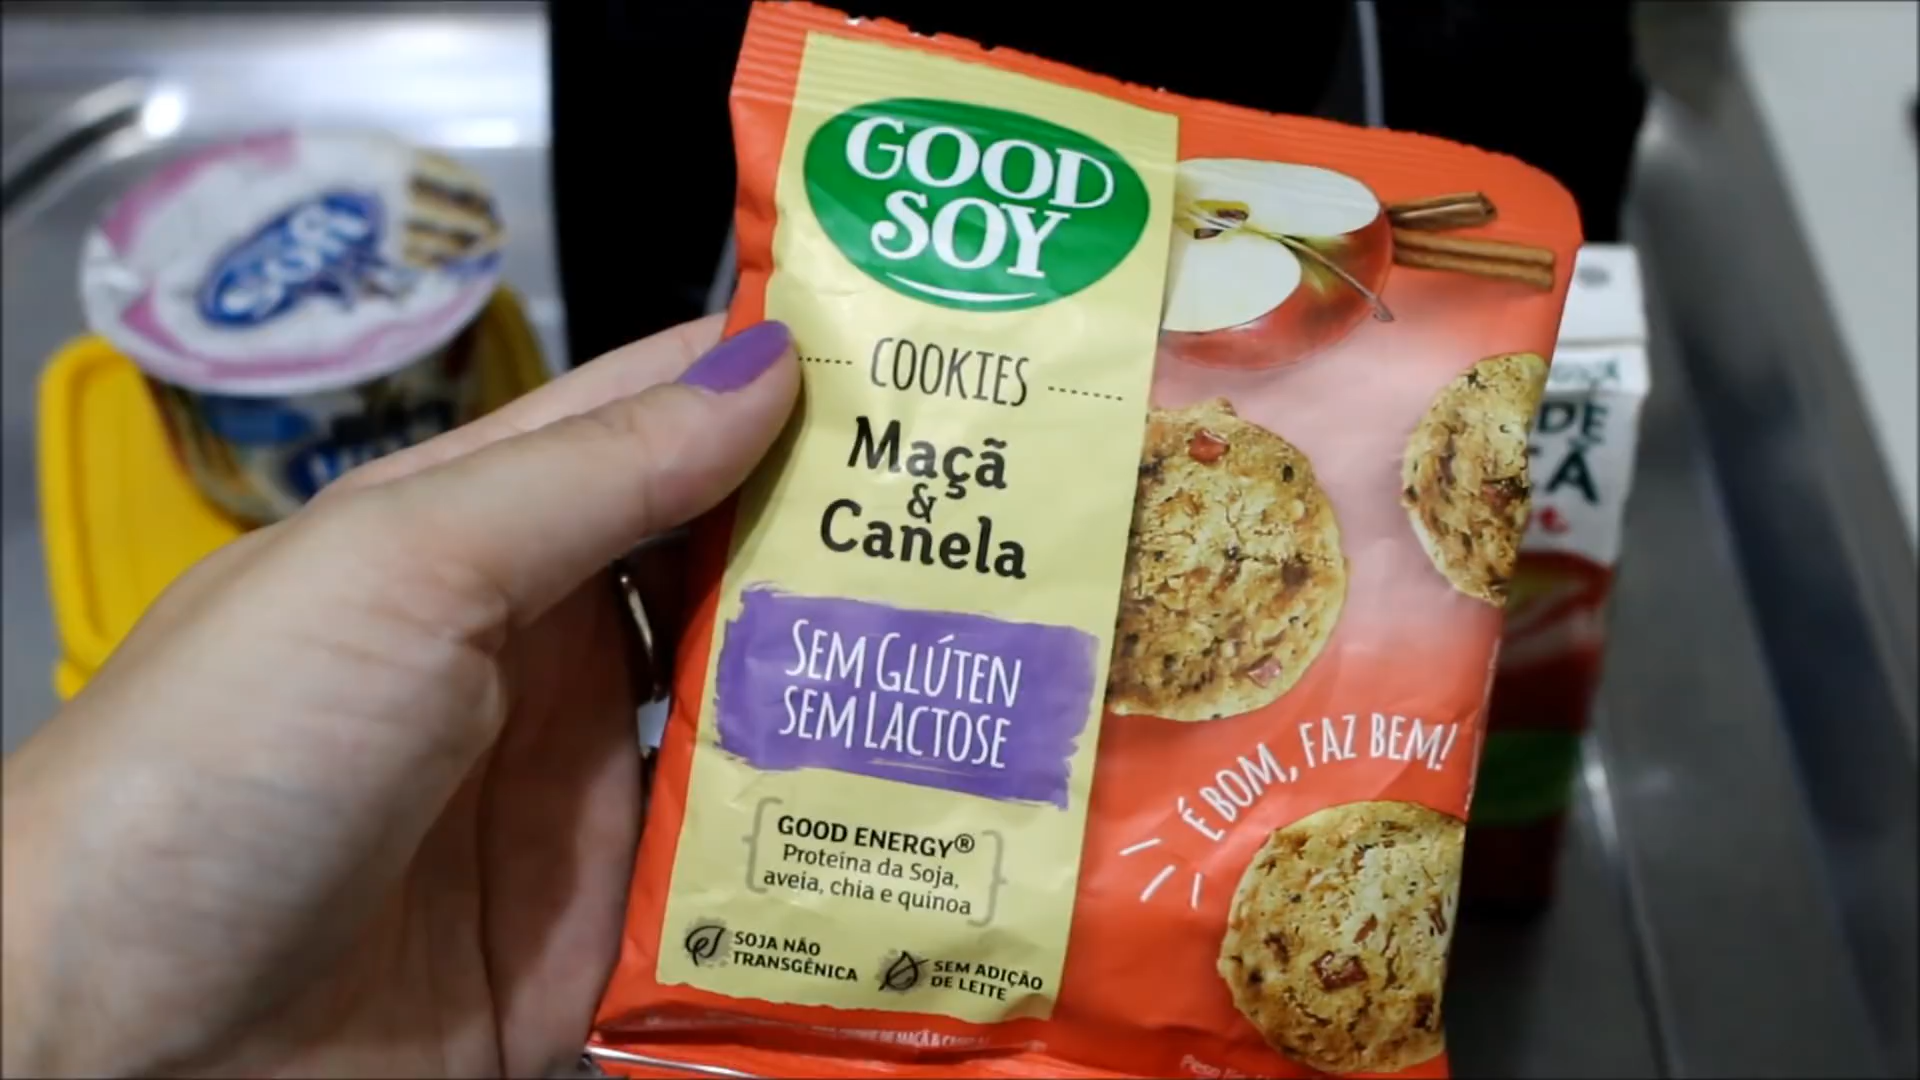 GOOD
SOY
COOKIES
Maçã
&
Canela
SEM GLÚTEN
SEM LACTOSE
GOOD ENERGY®
Proteína da Soja,
aveia, chia e quinoa
SOJA NÃO
TRANSGÊNICA
SEM ADIÇÃO
DE LEITE
É BOM, FAZ BEM!
DE